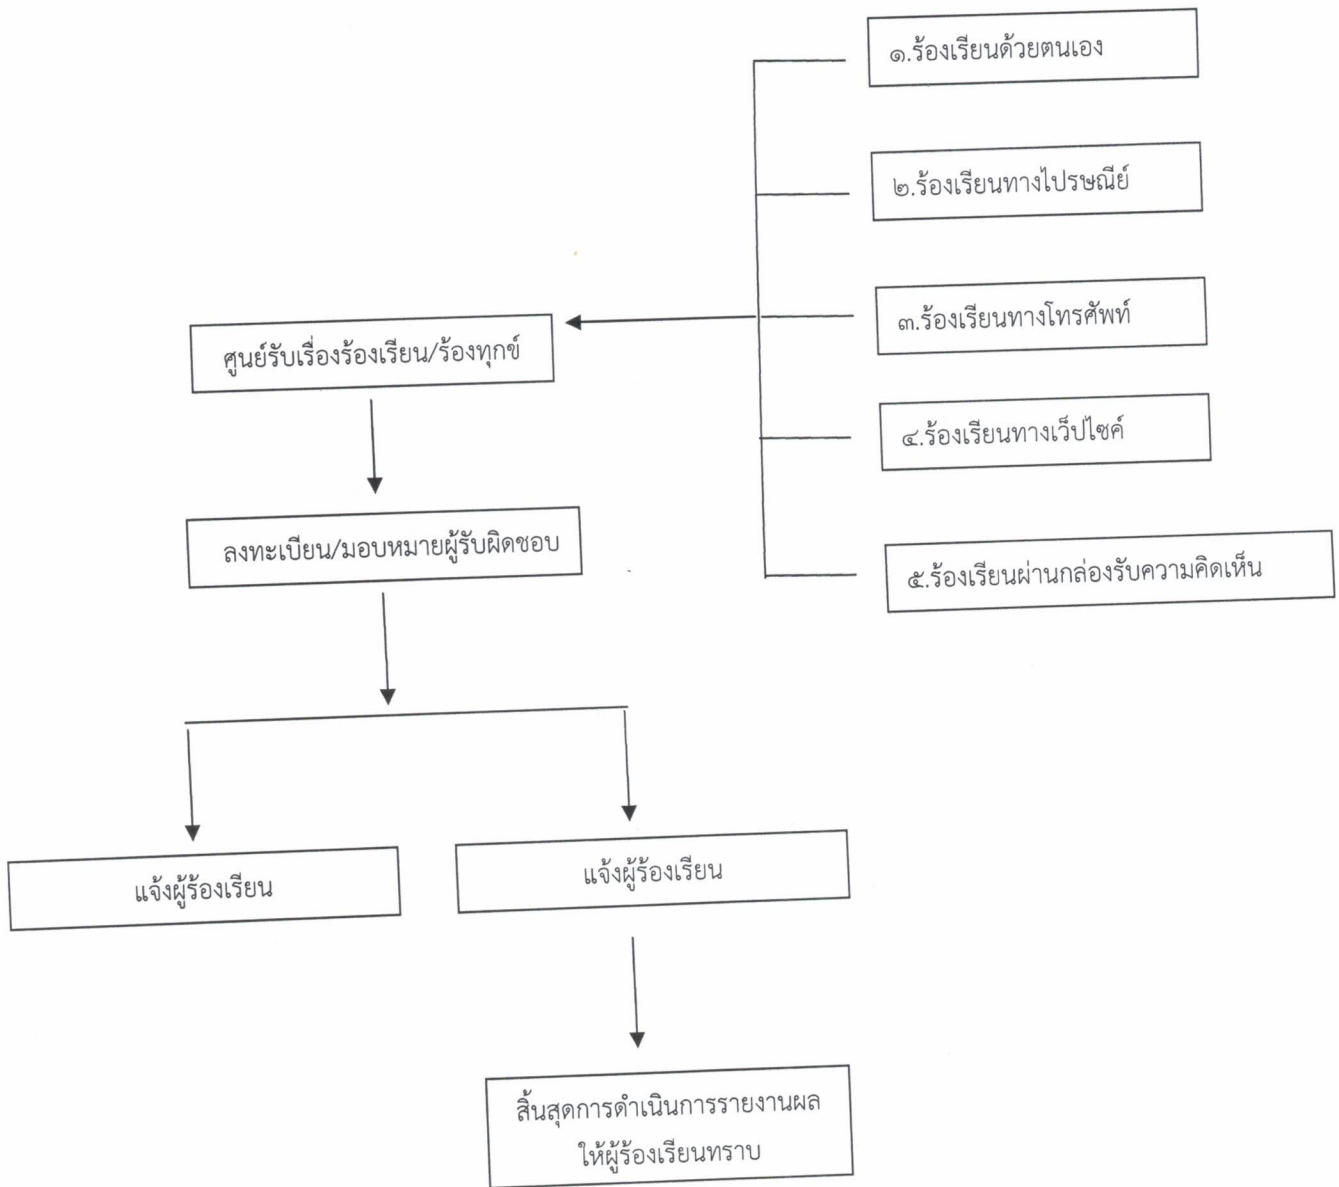 ๑.ร้องเรียนด้วยตนเอง
๒.ร้องเรียนทางไปรษณีย์
๓.ร้องเรียนทางโทรศัพท์
ศูนย์รับเรื่องร้องเรียน/ร้องทุกข์
๔.ร้องเรียนทางเว็ปไซค์
ลงทะเบียน/มอบหมายผู้รับผิดชอบ
๕.ร้องเรียนผ่านกล่องรับความคิดเห็น
แจ้งผู้ร้องเรียน
แจ้งผู้ร้องเรียน
สิ้นสุดการดำเนินการรายงานผล
ให้ผู้ร้องเรียนทราบ